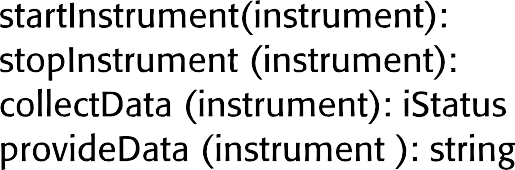 startInstrument(instrument):
stopInstrument (instrument):
collectData (instrument): iStatus
provideData (instrument ): string